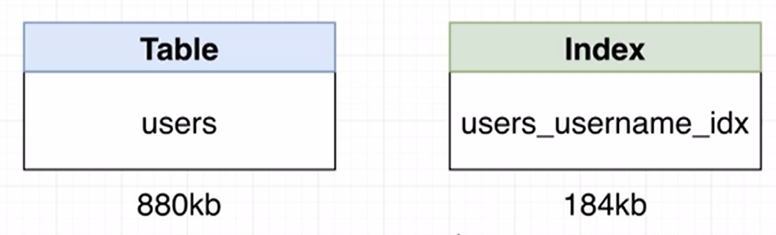 Table
Index
users
users_username_idx
880kb
184kb